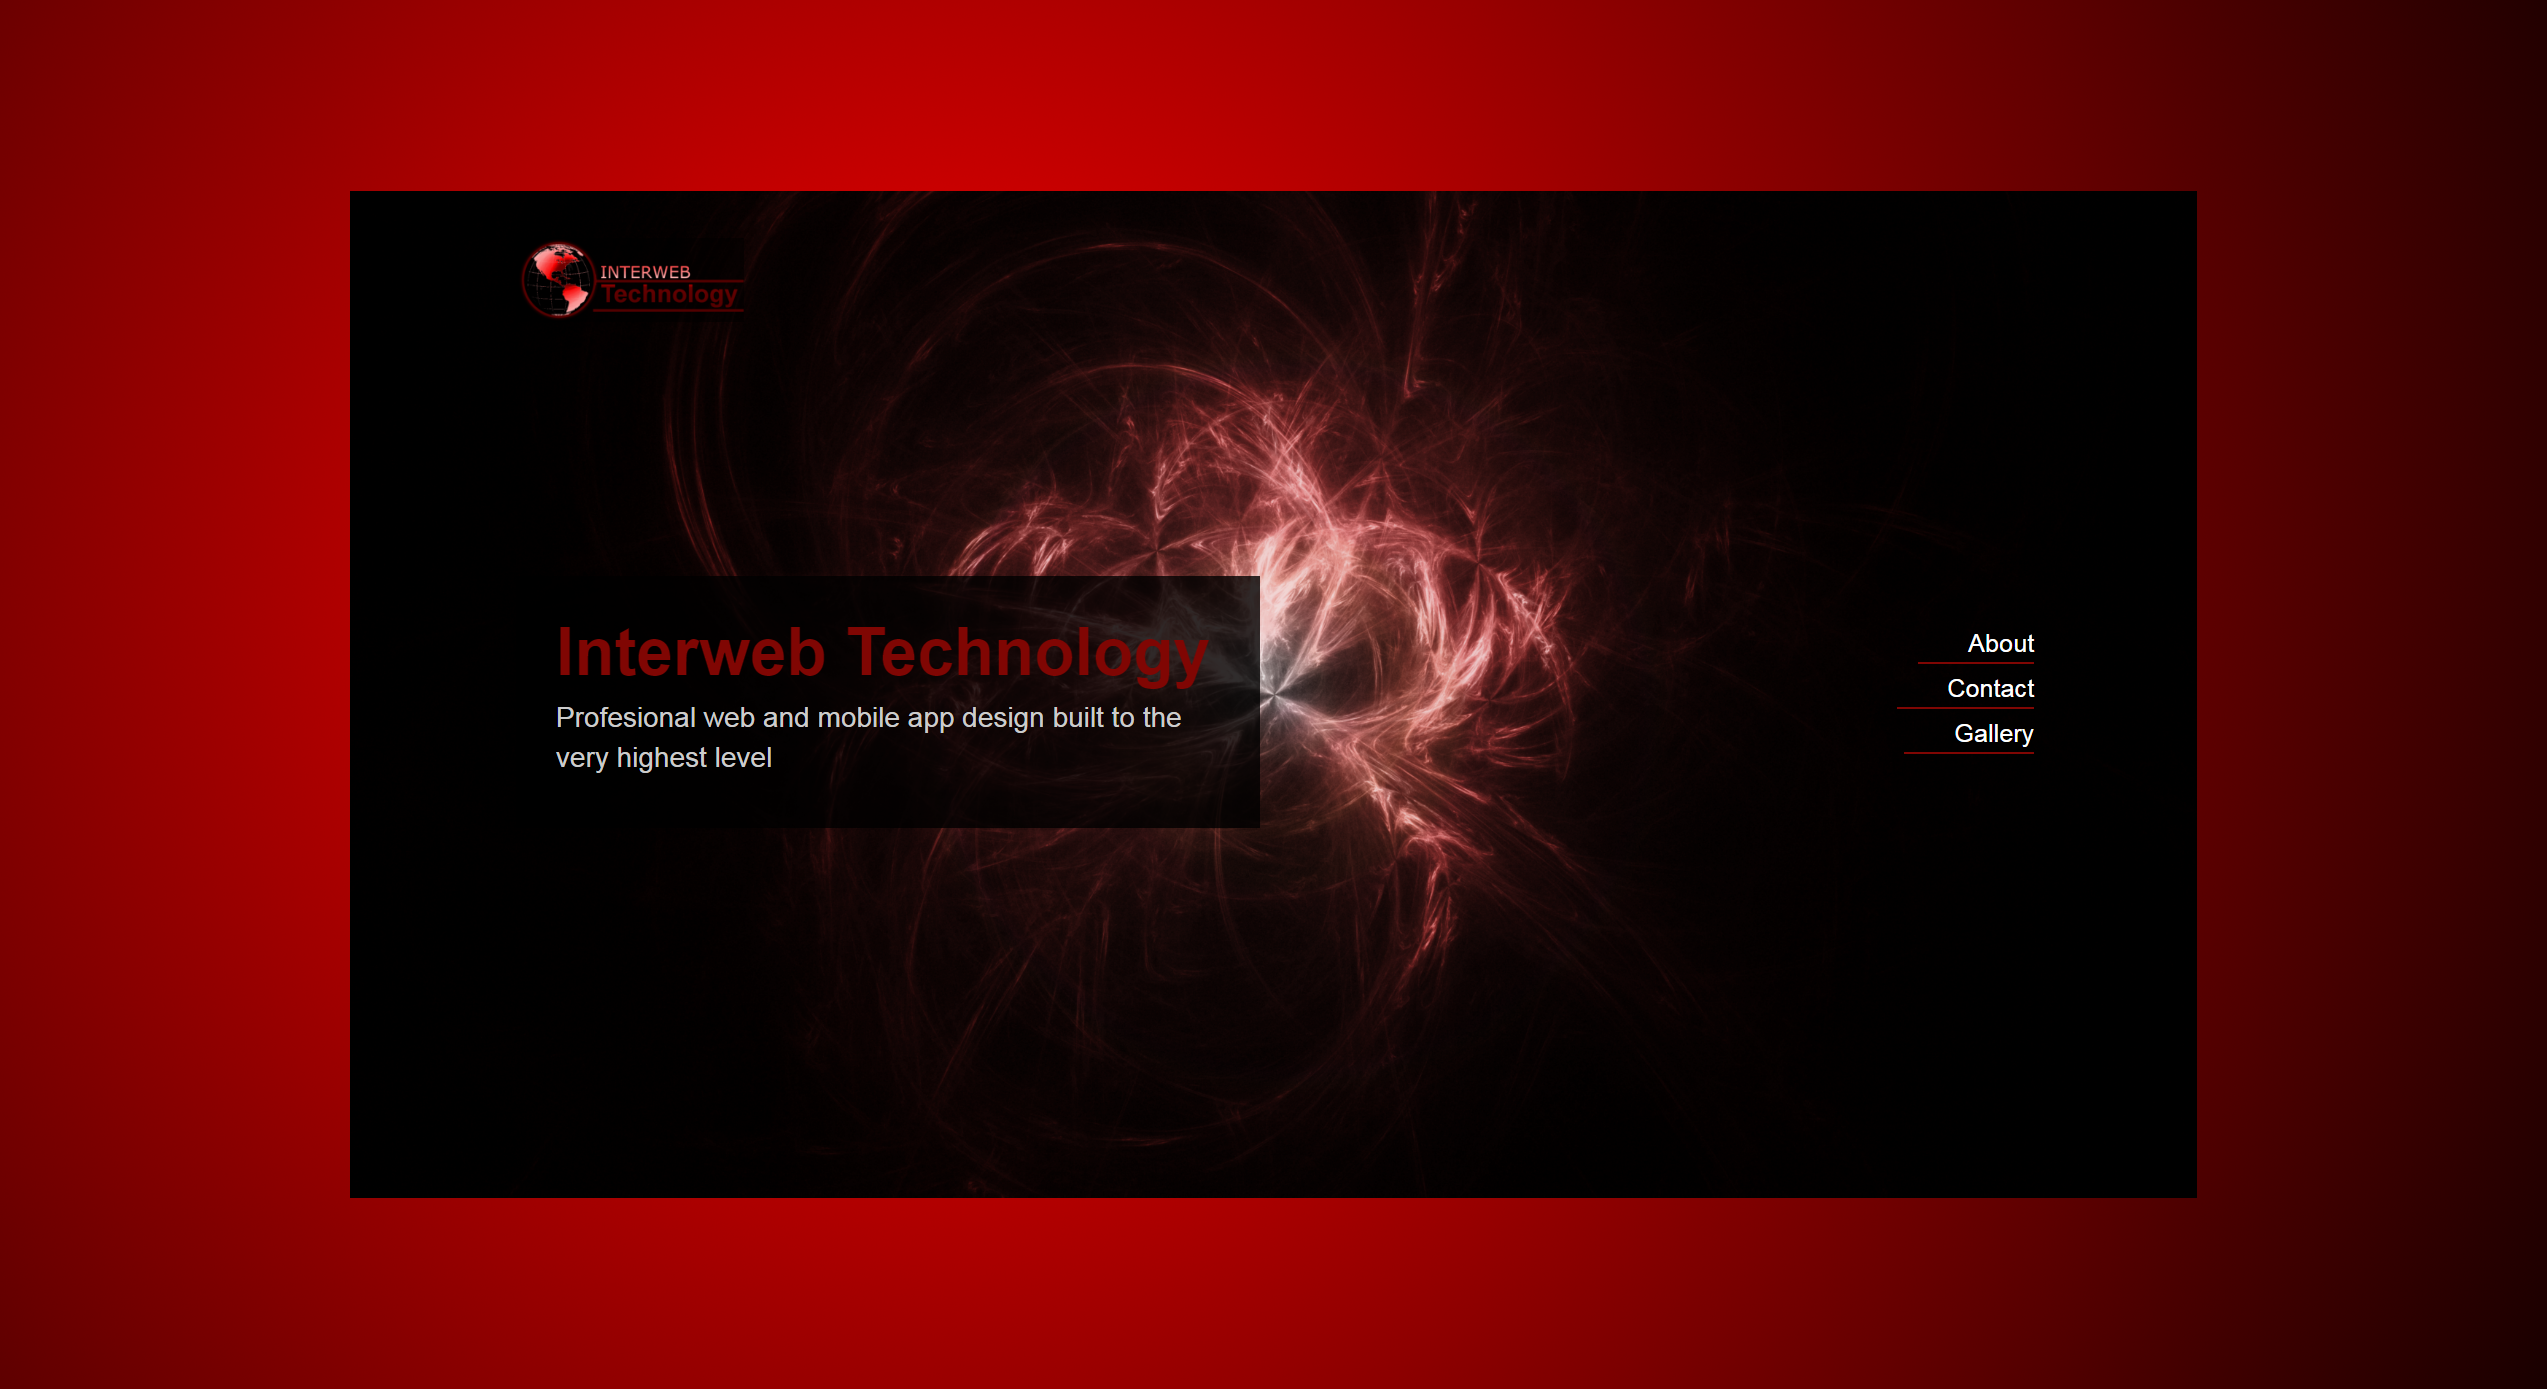 INTERWEB
Technology
Interweb Technology
Profesional web and mobile app design built to the
very highest level
About
Contact
Gallery